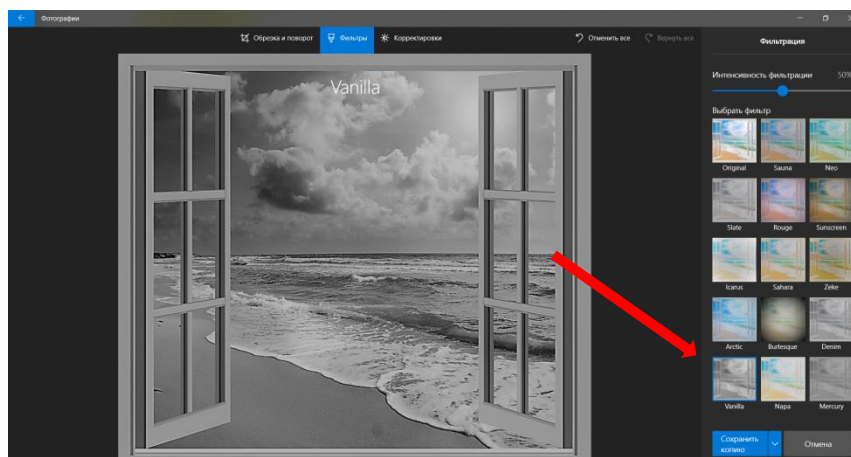 Фотографии
Обрезка и поворот Фильтры Корректировки Отменить все Вернуть все
Фильтрация
Vanilla
Интенсивность фильтрации 50%
Выбрать фильтр
Original Sauna Neo
Slate Rouge Sunscreen
Icarus Sahara Zeke
Arctic Burlesque Denim
Vanilla Napa Mercury
Сохранить
копию
Отмена